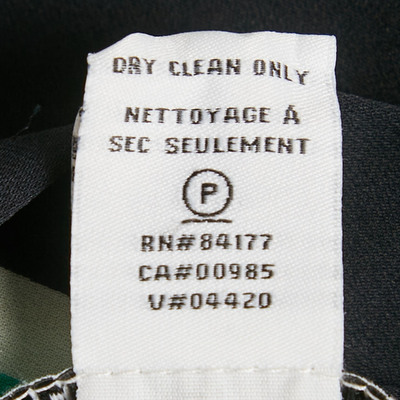 DRY CLEAN ONLY
NETTOYAGE À
SEC SEULEMENT
P
RN#84177
CA#00985
V#04420